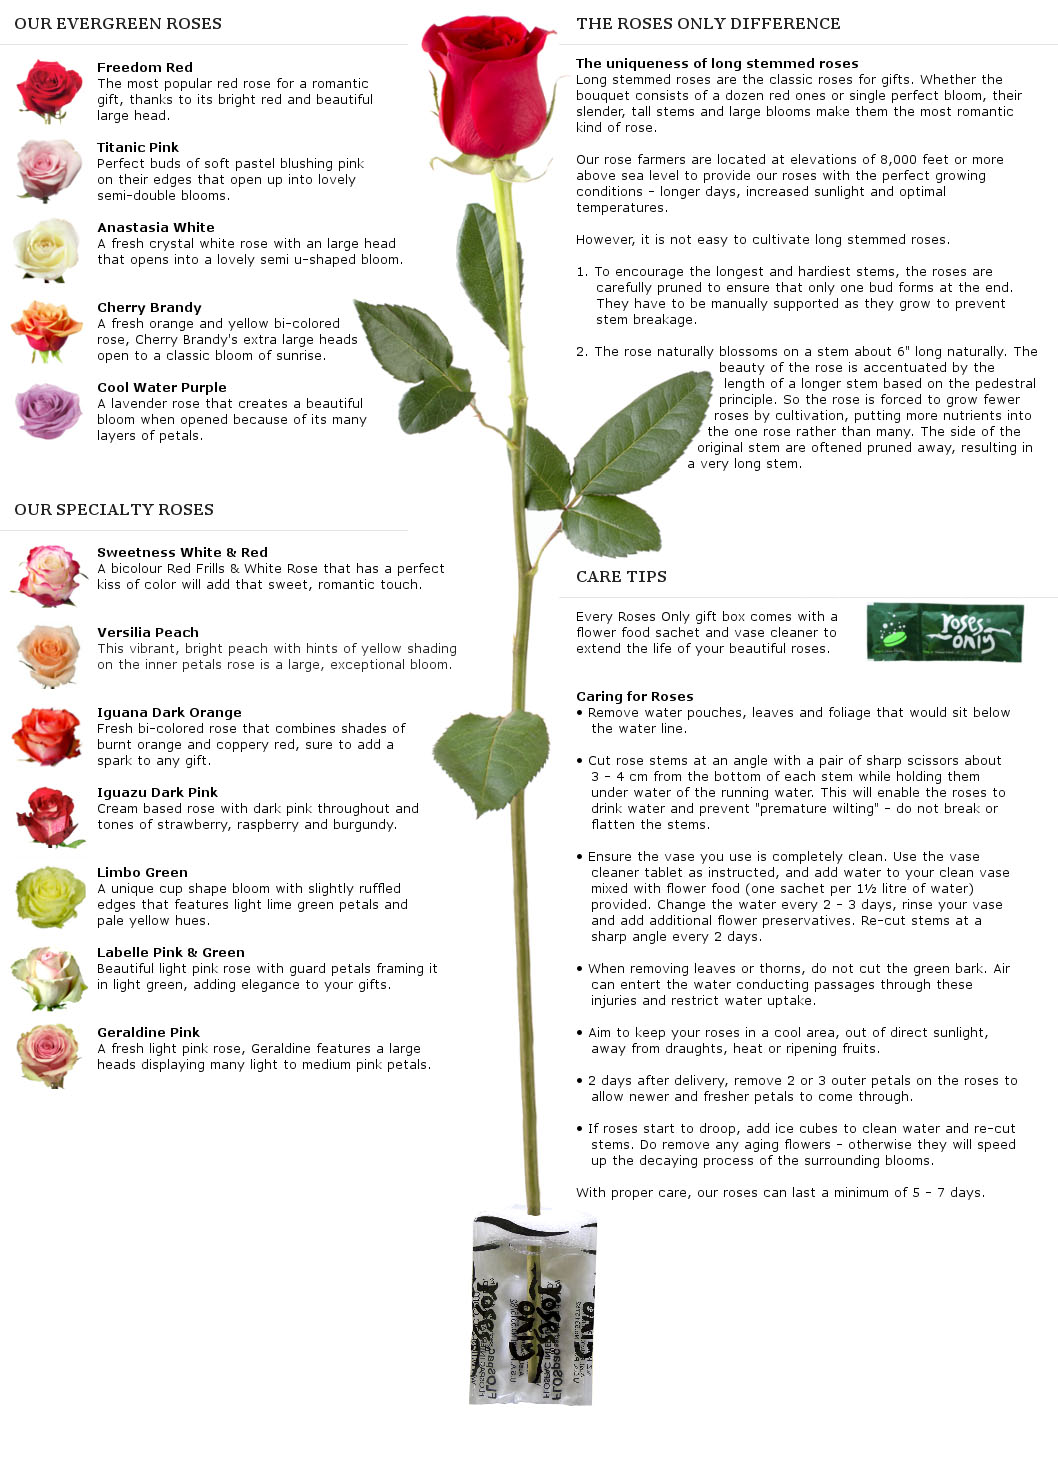 OUR EVERGREEN ROSES
Freedom Red
The most popular red rose for a romantic
gift, thanks to its bright red and beautiful
large head.
Titanic Pink
Perfect buds of soft pastel blushing pink
on their edges that open up into lovely
semi-double blooms.
Anastasia White
A fresh crystal white rose with an large head
that opens into a lovely semi u-shaped bloom.
Cherry Brandy
A fresh orange and yellow bi-colored
rose, Cherry Brandy's extra large heads
open to a classic bloom of sunrise.
Cool Water Purple
A lavender rose that creates a beautiful
bloom when opened because of its many
layers of petals.
OUR SPECIALTY ROSES
Sweetness White & Red
A bicolour Red Frills & White Rose that has a perfect
kiss of color will add that sweet, romantic touch.
Versilia Peach
This vibrant, bright peach with hints of yellow shading
on the inner petals rose is a large, exceptional bloom.
Iguana Dark Orange
Fresh bi-colored rose that combines shades of
burnt orange and coppery red, sure to add a
spark to any gift.
Iguazu Dark Pink
Cream based rose with dark pink throughout and
tones of strawberry, raspberry and burgundy.
Limbo Green
A unique cup shape bloom with slightly ruffled
edges that features light lime green petals and
pale yellow hues.
Labelle Pink & Green
Beautiful light pink rose with guard petals framing it
in light green, adding elegance to your gifts.
Geraldine Pink
A fresh light pink rose, Geraldine features a large
heads displaying many light to medium pink petals.
THE ROSES ONLY DIFFERENCE
The uniqueness of long stemmed roses
Long stemmed roses are the classic roses for gifts. Whether the
bouquet consists of a dozen red ones or single perfect bloom, their
slender, tall stems and large blooms make them the most romantic
kind of rose.
Our rose farmers are located at elevations of 8,000 feet or more
above sea level to provide our roses with the perfect growing
conditions - longer days, increased sunlight and optimal
temperatures.
However, it is not easy to cultivate long stemmed roses.
1. To encourage the longest and hardiest stems, the roses are
carefully pruned to ensure that only one bud forms at the end.
They have to be manually supported as they grow to prevent
stem breakage.
2. The rose naturally blossoms on a stem about 6" long naturally. The
beauty of the rose is accentuated by the
length of a longer stem based on the pedestral
principle. So the rose is forced to grow fewer
roses by cultivation, putting more nutrients into
the one rose rather than many. The side of the
original stem are oftened pruned away, resulting in
a very long stem.
CARE TIPS
Every Roses Only gift box comes with a
flower food sachet and vase cleaner to
extend the life of your beautiful roses.
roses
only
Caring for Roses
• Remove water pouches, leaves and foliage that would sit below
the water line.
• Cut rose stems at an angle with a pair of sharp scissors about
3 - 4 cm from the bottom of each stem while holding them
under water of the running water. This will enable the roses to
drink water and prevent "premature wilting" - do not break or
flatten the stems.
• Ensure the vase you use is completely clean. Use the vase
cleaner tablet as instructed, and add water to your clean vase
mixed with flower food (one sachet per 1½ litre of water)
provided. Change the water every 2 - 3 days, rinse your vase
and add additional flower preservatives. Re-cut stems at a
sharp angle every 2 days.
• When removing leaves or thorns, do not cut the green bark. Air
can entert the water conducting passages through these
injuries and restrict water uptake.
• Aim to keep your roses in a cool area, out of direct sunlight,
away from draughts, heat or ripening fruits.
• 2 days after delivery, remove 2 or 3 outer petals on the roses to
allow newer and fresher petals to come through.
• If roses start to droop, add ice cubes to clean water and re-cut
stems. Do remove any aging flowers - otherwise they will speed
up the decaying process of the surrounding blooms.
With proper care, our roses can last a minimum of 5 - 7 days.
roses
only